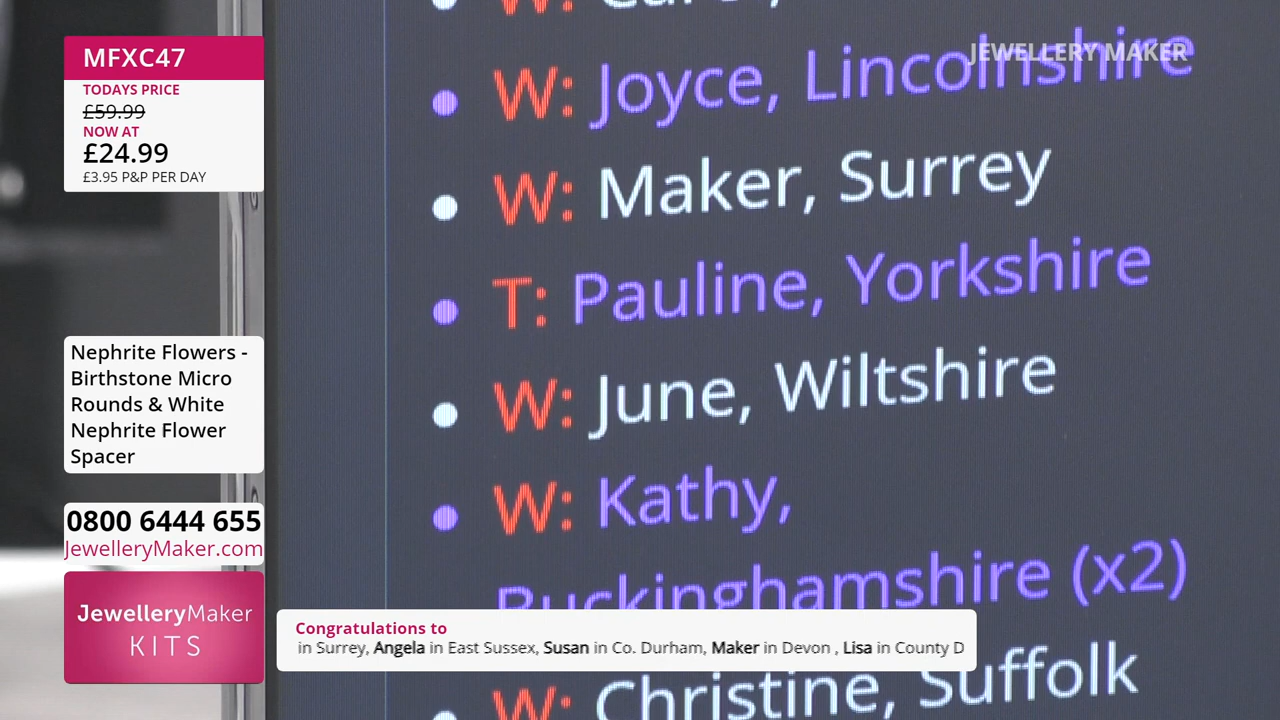 MFXC47
TODAYS PRICE
£59.99
NOW AT
£24.99
£3.95 P&P PER DAY
Nephrite Flowers -
Birthstone Micro
Rounds & White
Nephrite Flower
Spacer
0800 6444 655
JewelleryMaker.com
JewelleryMaker
KITS
JEWELLERY MAKER
W: Joyce, Lincolnshire
W: Maker, Surrey
T: Pauline, Yorkshire
W: June, Wiltshire
W: Kathy,
Buckinghamshire (x2)
W: Christine, Suffolk
Congratulations to
in Surrey, Angela in East Sussex, Susan in Co. Durham, Maker in Devon , Lisa in County D